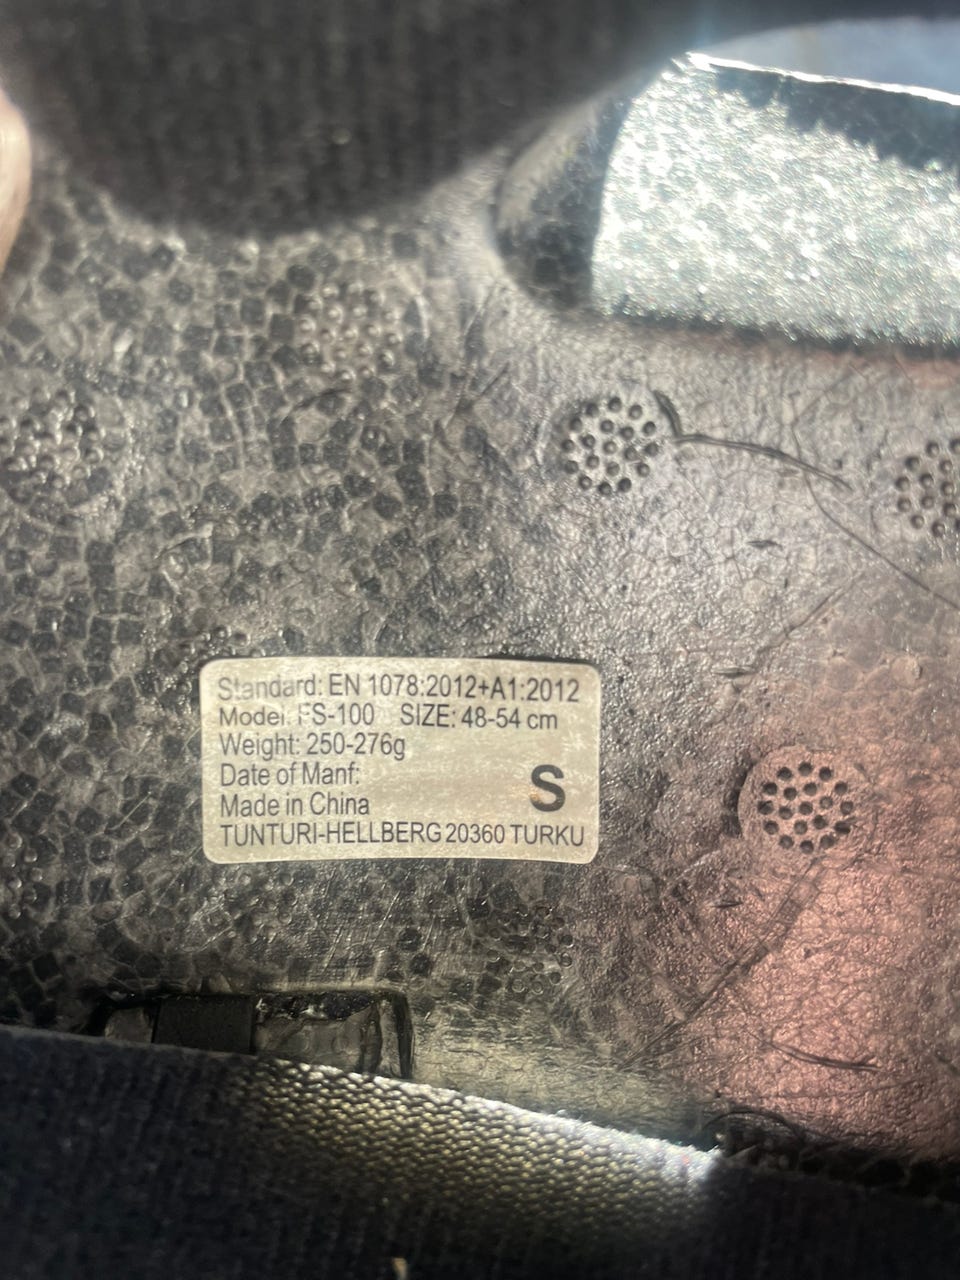 Standard: EN 1078:2012+A1:2012
Model: FS-100 SIZE: 48-54 cm
Weight: 250-276g
Date of Manf:
S
Made in China
TUNTURI-HELLBERG 20360 TURKU